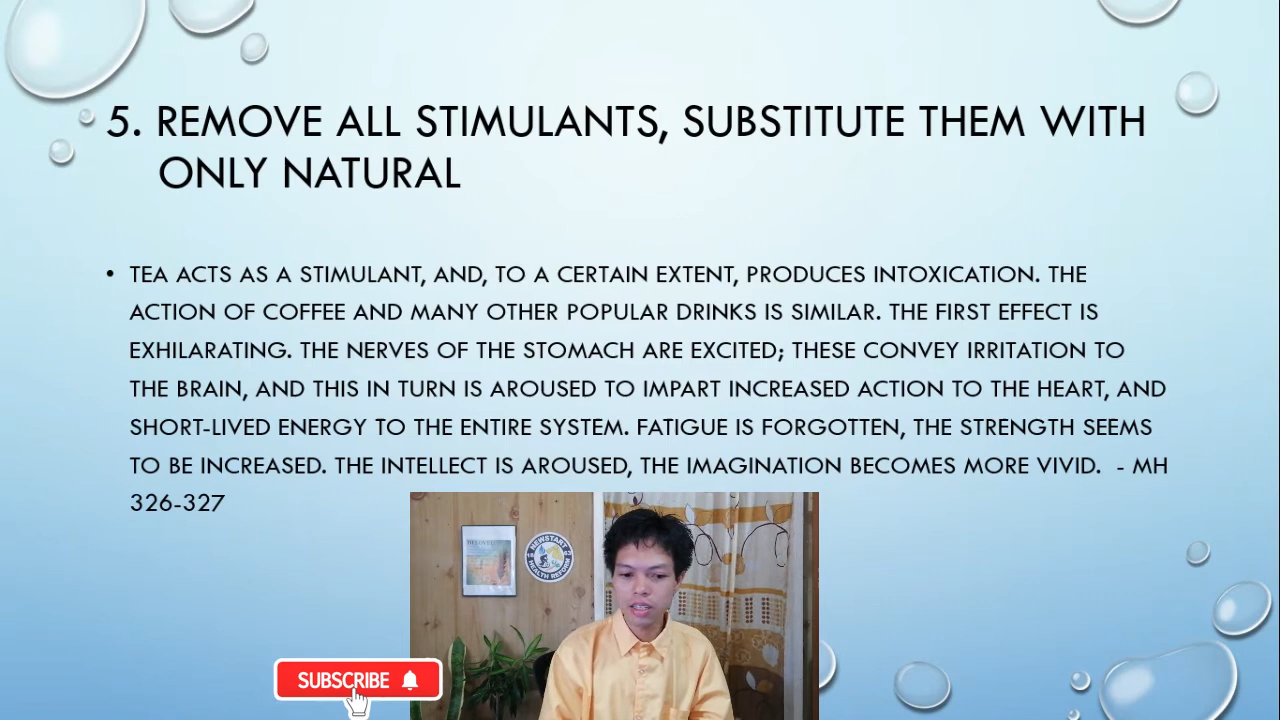 5. REMOVE ALL STIMULANTS, SUBSTITUTE THEM WITH
ONLY NATURAL
• TEA ACTS AS A STIMULANT, AND, TO A CERTAIN EXTENT, PRODUCES INTOXICATION. THE
ACTION OF COFFEE AND MANY OTHER POPULAR DRINKS IS SIMILAR. THE FIRST EFFECT IS
EXHILARATING. THE NERVES OF THE STOMACH ARE EXCITED; THESE CONVEY IRRITATION TO
THE BRAIN, AND THIS IN TURN IS AROUSED TO IMPART INCREASED ACTION TO THE HEART, AND
SHORT-LIVED ENERGY TO THE ENTIRE SYSTEM. FATIGUE IS FORGOTTEN, THE STRENGTH SEEMS
TO BE INCREASED. THE INTELLECT IS AROUSED, THE IMAGINATION BECOMES MORE VIVID. - MH
326-327
NEWSTART
HEALTH REFORM
SUBSCRIBE